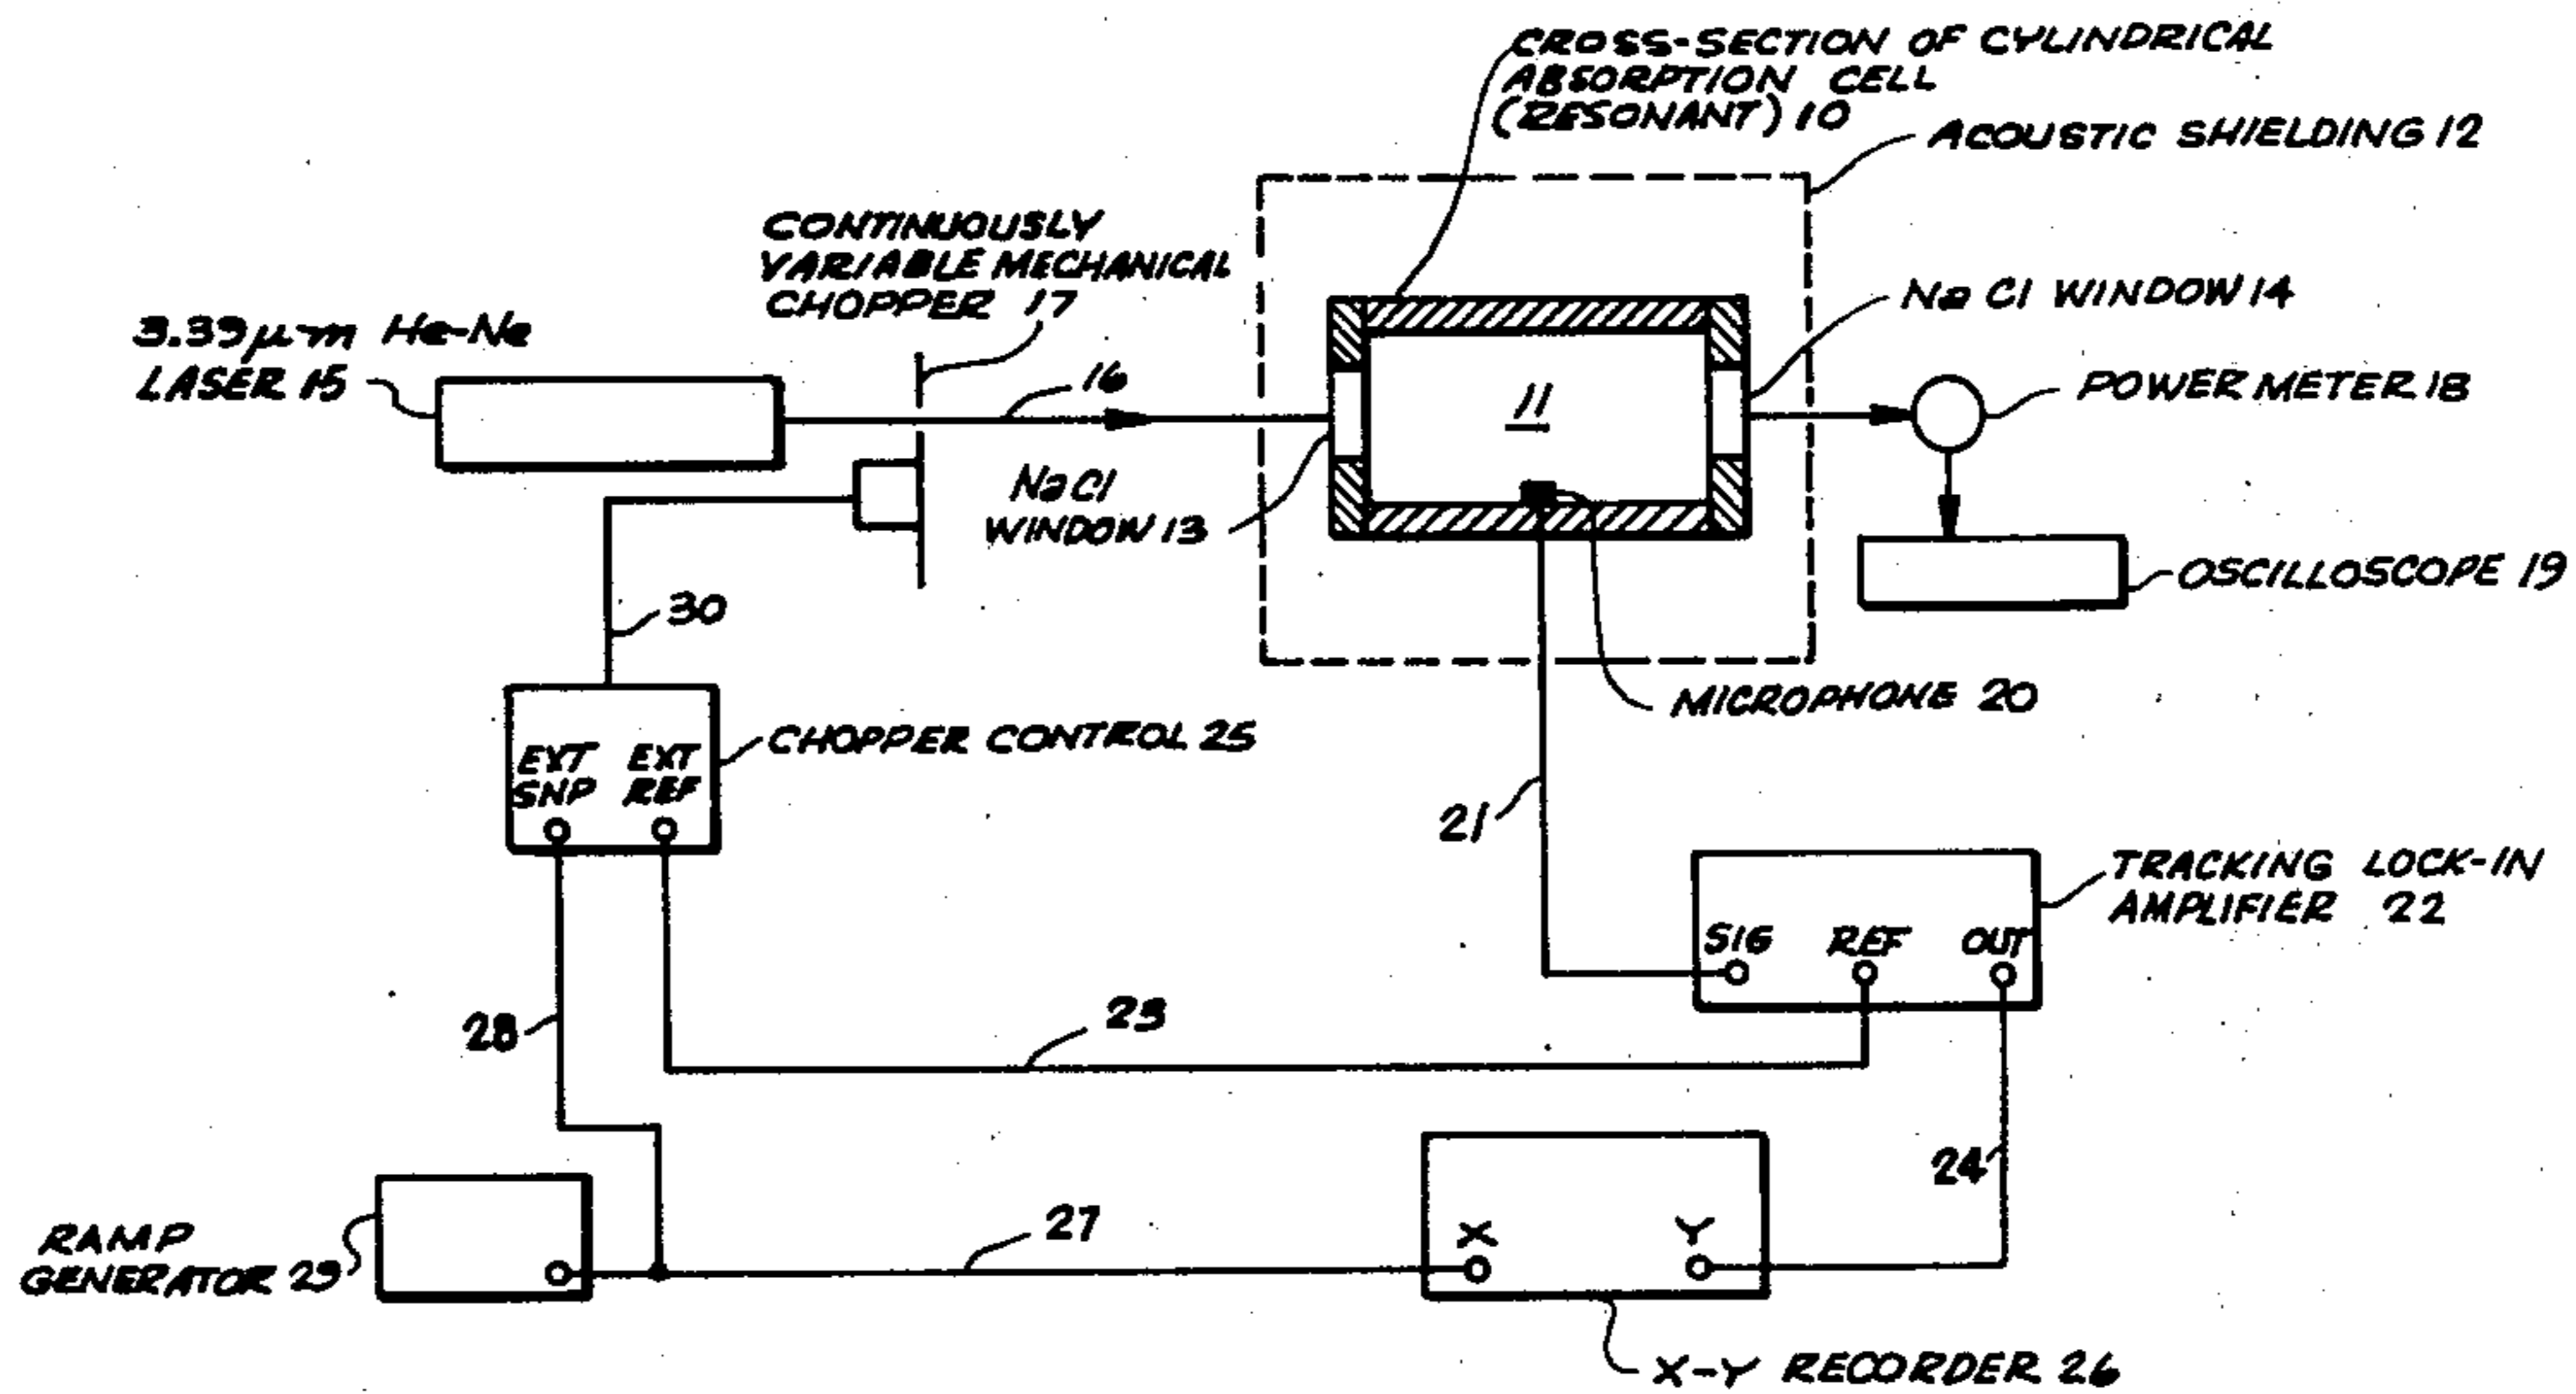 CROSS-SECTION OF CYLINDRICAL
ABSORPTION CELL
(RESONANT) 10
ACOUSTIC SHIELDING 12
CONTINUOUSLY
VARIABLE MECHANICAL
CHOPPER 17
NaCl WINDOW 14
3.39μm He-Ne
LASER 15
16
11
POWER METER 18
NaCl
WINDOW 13
OSCILLOSCOPE 19
30
MICROPHONE 20
CHOPPER CONTROL 25
EXT EXT
SNP REF
21
TRACKING LOCK-IN
AMPLIFIER 22
SIG REF OUT
28
23
24
RAMP
GENERATOR 29
27
X Y
X-Y RECORDER 26